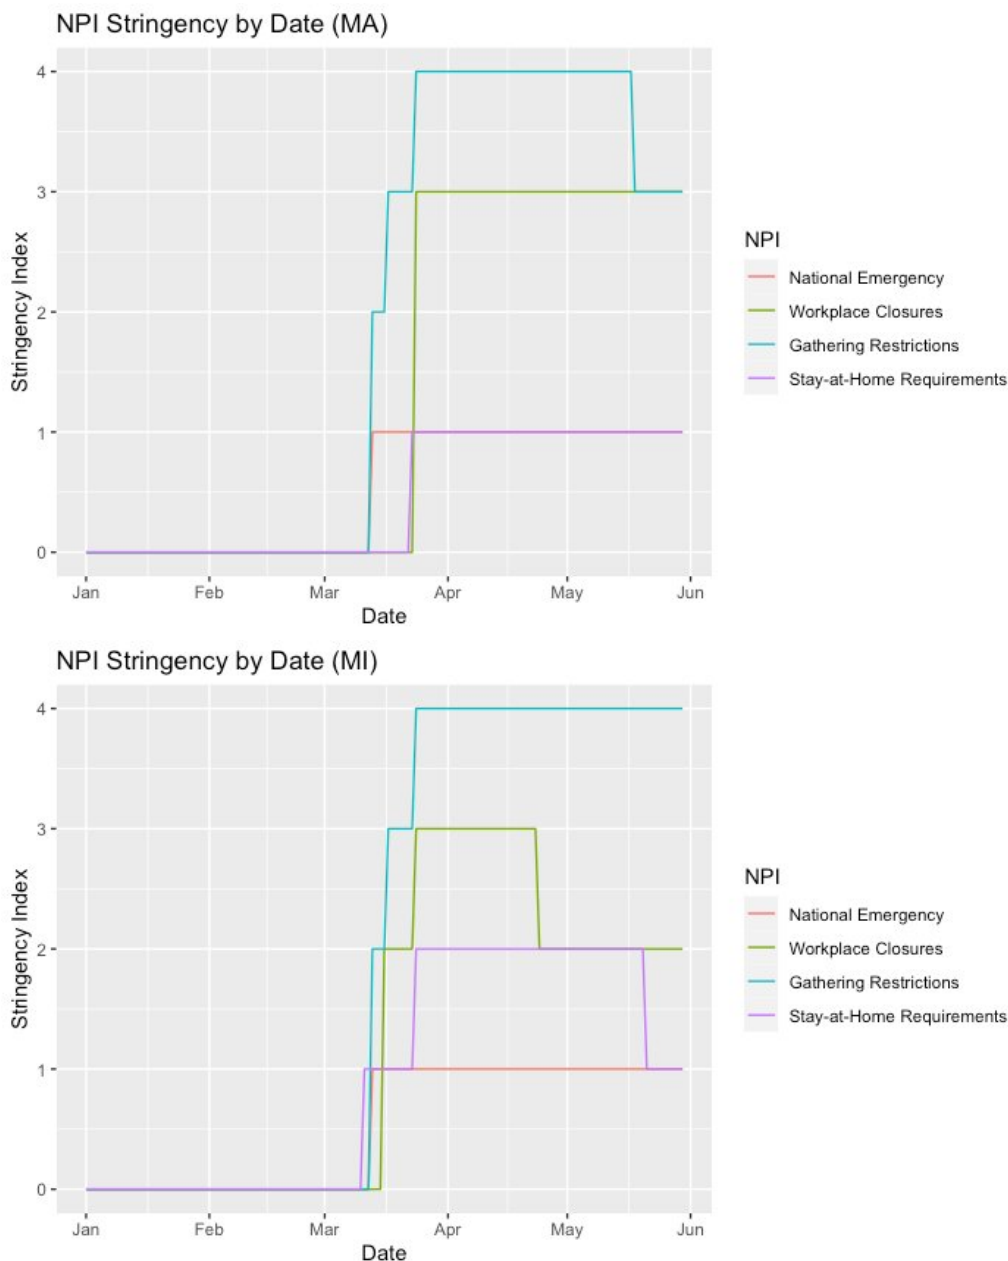 NPI Stringency by Date (MA)
4
3
2
1
0
Stringency Index
Jan Feb Mar Apr May Jun
Date
NPI
National Emergency
Workplace Closures
Gathering Restrictions
Stay-at-Home Requirements
NPI Stringency by Date (MI)
4
3
2
1
0
Stringency Index
Jan Feb Mar Apr May Jun
Date
NPI
National Emergency
Workplace Closures
Gathering Restrictions
Stay-at-Home Requirements